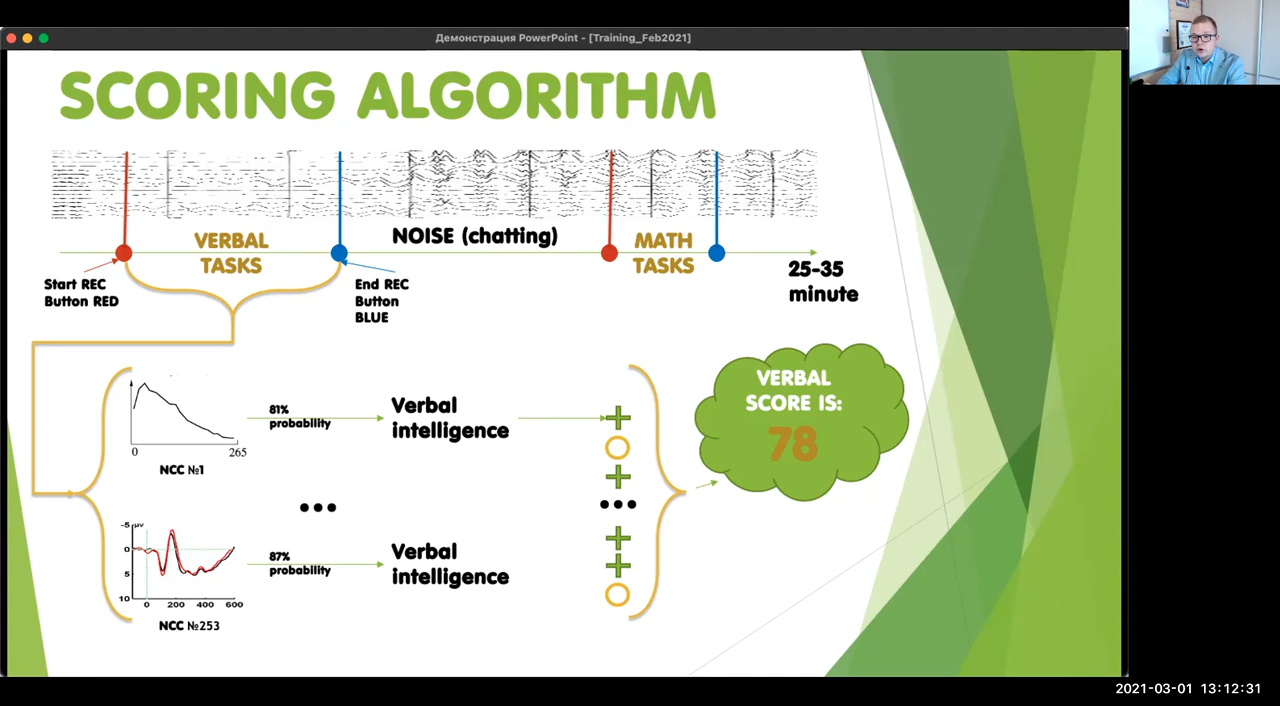 Демонстрация PowerPoint - [Training_Feb2021]
SCORING ALGORITHM
VERBAL
TASKS
NOISE (chatting)
MATH
TASKS
25-35
minute
Start REC
Button RED
End REC
Button
BLUE
81%
probability
Verbal
intelligence
0
265
NCC №1
VERBAL
SCORE IS:
78
-5 μv
0
5
10
0 200 400 600
87%
probability
Verbal
intelligence
NCC №253
2021-03-01 13:12:31